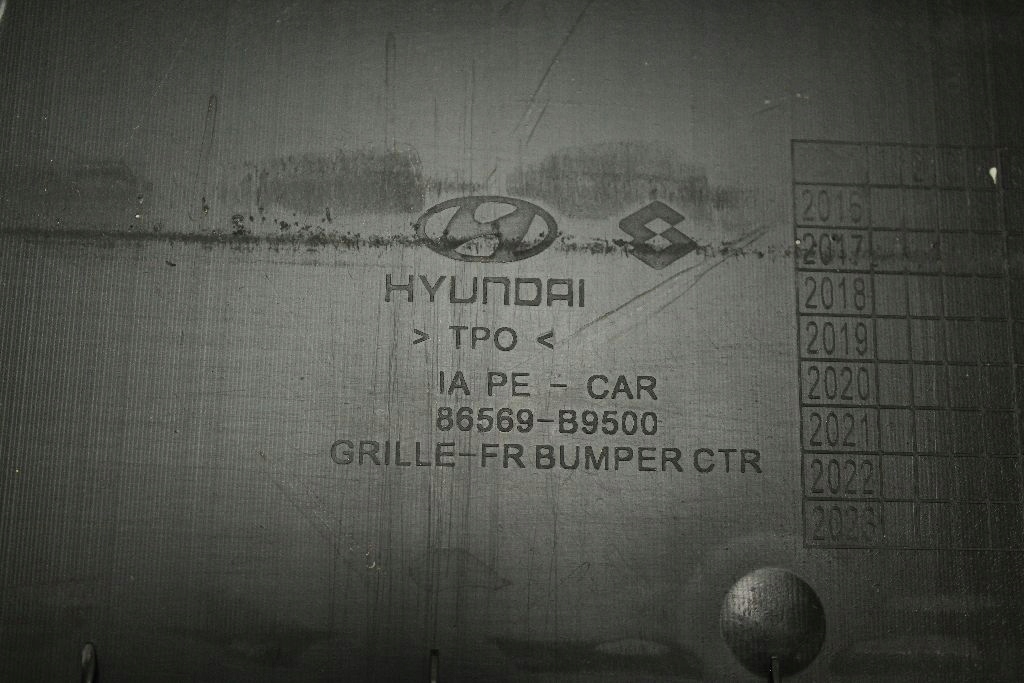 HYUNDAI
> TPO <
IA PE - CAR
86569-B9500
GRILLE-FR BUMPER CTR
2016
2017
2018
2019
2020
2021
2022
2023